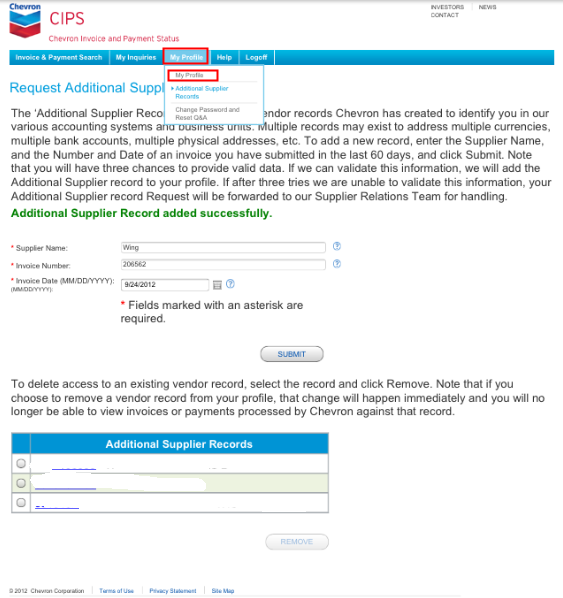 Chevron
CIPS
Chevron Invoice and Payment Status
INVESTORS NEWS
CONTACT
Invoice & Payment Search My Inquiries My Profile Help Logoff
My Profile
Additional Supplier
Records
Change Password and
Reset Q&A
Request Additional Suppl
The 'Additional Supplier Reco endor records Chevron has created to identify you in our
various accounting systems and business units. Multiple records may exist to address multiple currencies,
multiple bank accounts, multiple physical addresses, etc. To add a new record, enter the Supplier Name,
and the Number and Date of an invoice you have submitted in the last 60 days, and click Submit. Note
that you will have three chances to provide valid data. If we can validate this information, we will add the
Additional Supplier record to your profile. If after three tries we are unable to validate this information, your
Additional Supplier record Request will be forwarded to our Supplier Relations Team for handling.
Additional Supplier Record added successfully.
* Supplier Name: Wing
* Invoice Number: 206562
* Invoice Date (MM/DD/YYYY): 9/24/2012
(MM/DD/YYYY):
* Fields marked with an asterisk are
required.
SUBMIT
To delete access to an existing vendor record, select the record and click Remove. Note that if you
choose to remove a vendor record from your profile, that change will happen immediately and you will no
longer be able to view invoices or payments processed by Chevron against that record.
Additional Supplier Records
REMOVE
© 2012 Chevron Corporation Terms of Use Privacy Statement Site Map